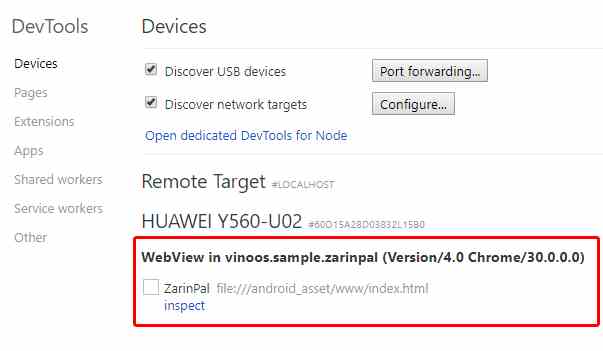 DevTools
Devices
Pages
Extensions
Apps
Shared workers
Service workers
Other
Devices
Discover USB devices Port forwarding...
Discover network targets Configure...
Open dedicated DevTools for Node
Remote Target #LOCALHOST
HUAWEI Y560-U02 #60D15A28D03832L15B0
WebView in vinoos.sample.zarinpal (Version/4.0 Chrome/30.0.0.0)
ZarinPal file:///android_asset/www/index.html
inspect